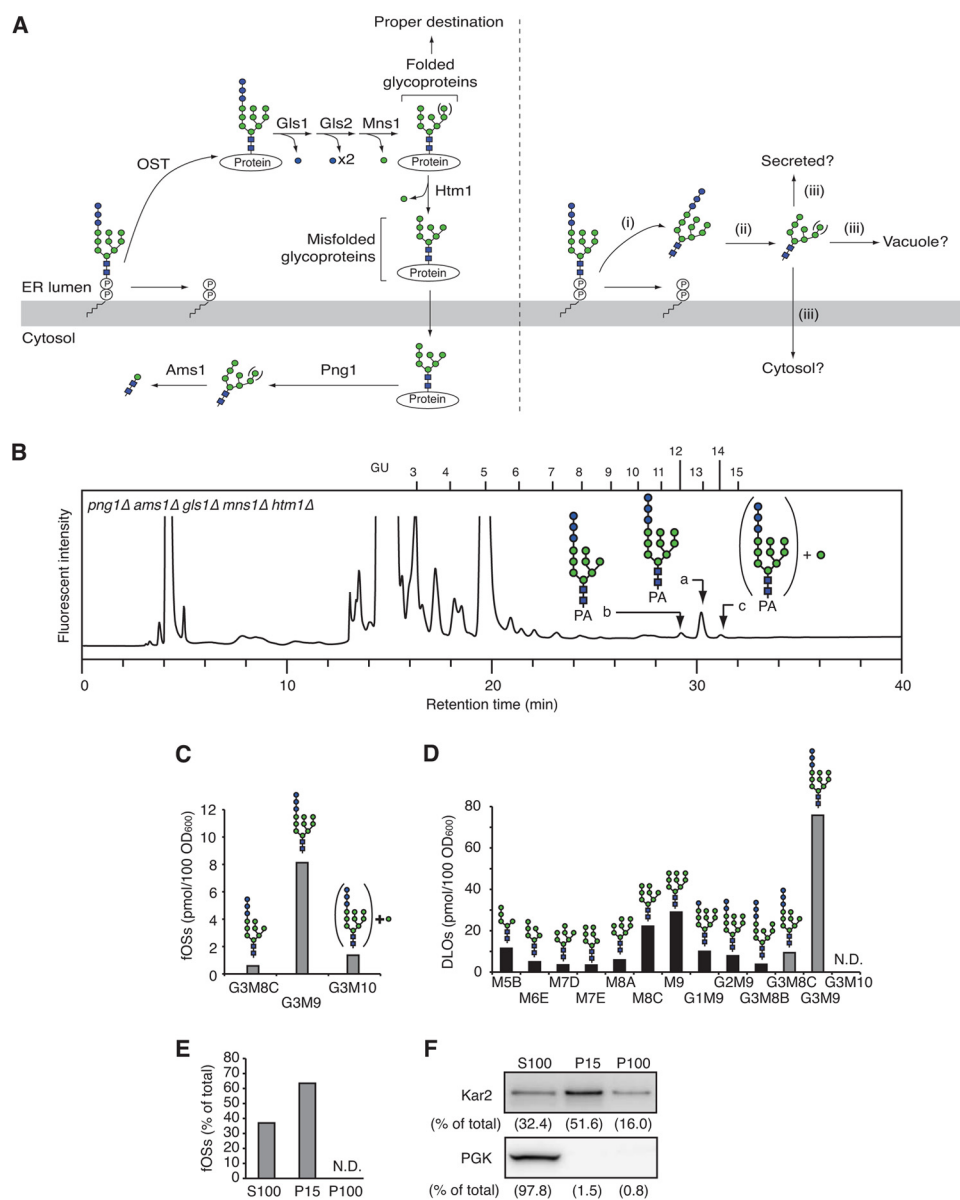 A
Proper destination
Folded
glycoproteins
Gls1 Gls2 Mns1
x2
OST
Protein
Protein
Htm1
Misfolded
glycoproteins
Protein
ER lumen
P
P
P
P
Cytosol
Ams1
Png1
Protein
Secreted?
(iii)
(i)
(ii)
(iii)
Vacuole?
P
P
P
P
(iii)
Cytosol?
B
GU 3 4 5 6 7 8 9 10 11 12 13 14 15
png1Δ ams1Δ gls1Δ mns1Δ htm1Δ
Fluorescent intensity
PA
PA
PA
+
b
a
c
0 10 20 30 40
Retention time (min)
C
fOSs (pmol/100 OD600)
12
10
8
6
4
2
0
+
G3M8C G3M10
G3M9
D
DLOs (pmol/100 OD600)
80
60
40
20
0
N.D.
M5B M7D M8A M9 G2M9 G3M8C G3M10
M6E M7E M8C G1M9 G3M8B G3M9
E
fOSs (% of total)
80
70
60
50
40
30
20
10
0
N.D.
S100 P15 P100
F
S100 P15 P100
Kar2
(% of total) (32.4) (51.6) (16.0)
PGK
(% of total) (97.8) (1.5) (0.8)